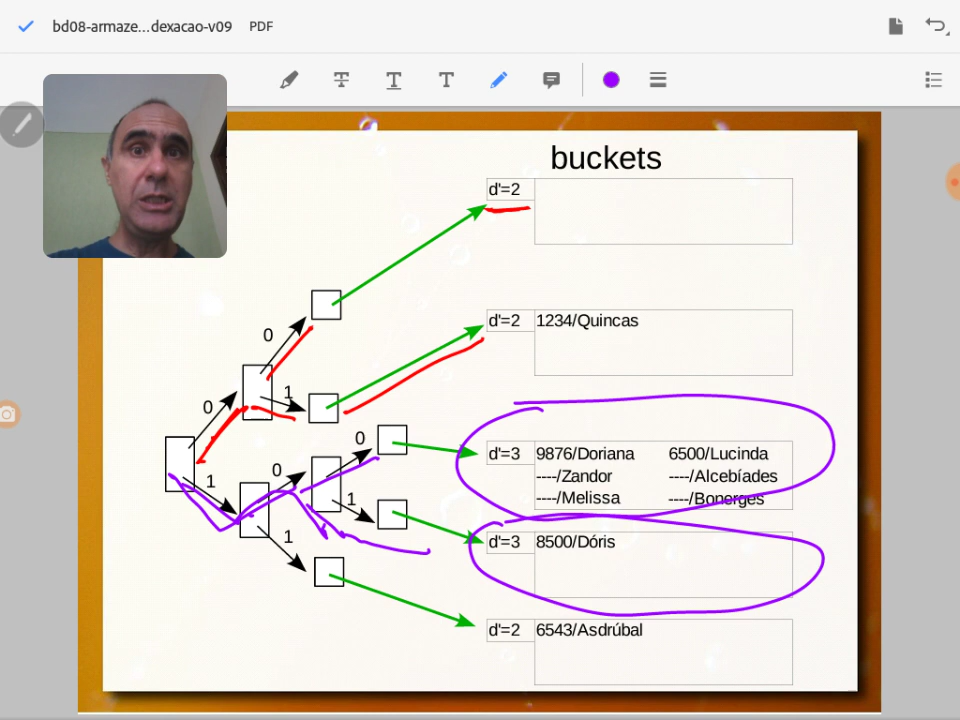 bd08-armaze...dexacao-v09 PDF
T T T
buckets
d'=2
0
d'=2 1234/Quincas
1
0
0
d'=3 9876/Doriana 6500/Lucinda
----/Zandor ----/Alcebíades
----/Melissa ----/Bonerges
1
0
1
d'=3 8500/Dóris
1
d'=2 6543/Asdrúbal